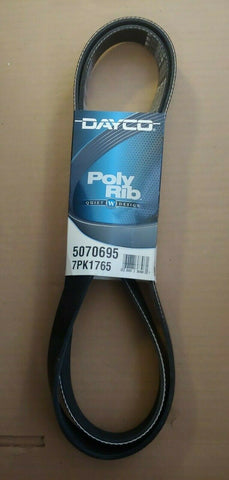 DAYCO
Poly
Rib
QUIET W DESIGN
5070695
7PK1765